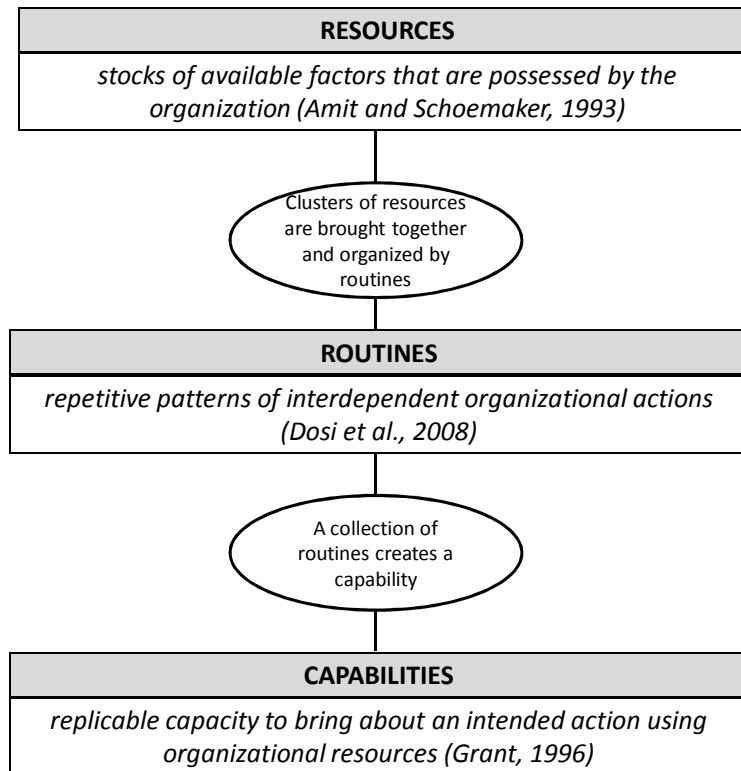 RESOURCES
stocks of available factors that are possessed by the
organization (Amit and Schoemaker, 1993)
Clusters of resources
are brought together
and organized by
routines
ROUTINES
repetitive patterns of interdependent organizational actions
(Dosi et al., 2008)
A collection of
routines creates a
capability
CAPABILITIES
replicable capacity to bring about an intended action using
organizational resources (Grant, 1996)